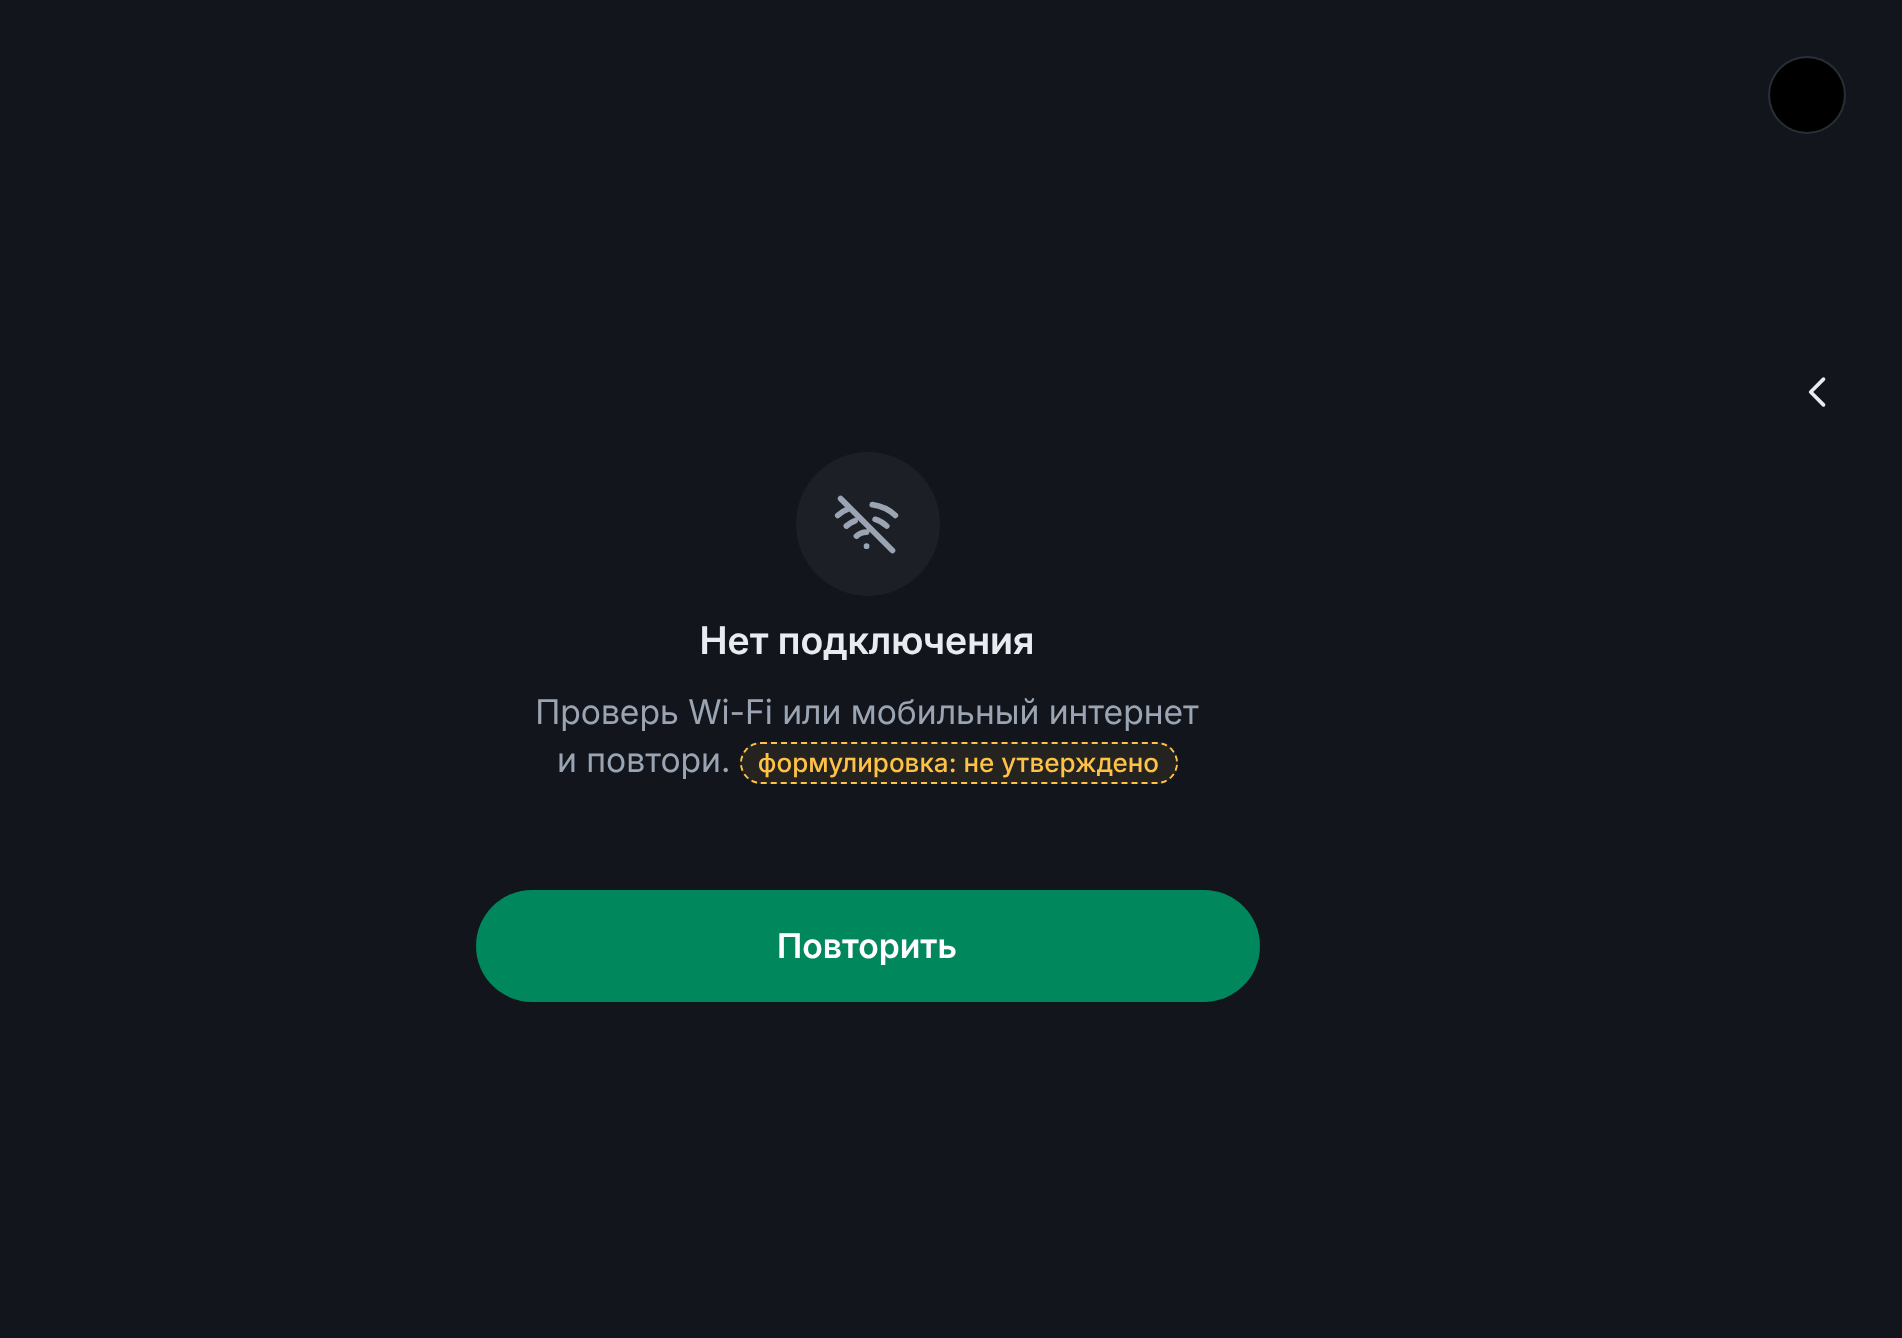 Нет подключения
Проверь Wi-Fi или мобильный интернет
и повтори. формулировка: не утверждено
Повторить